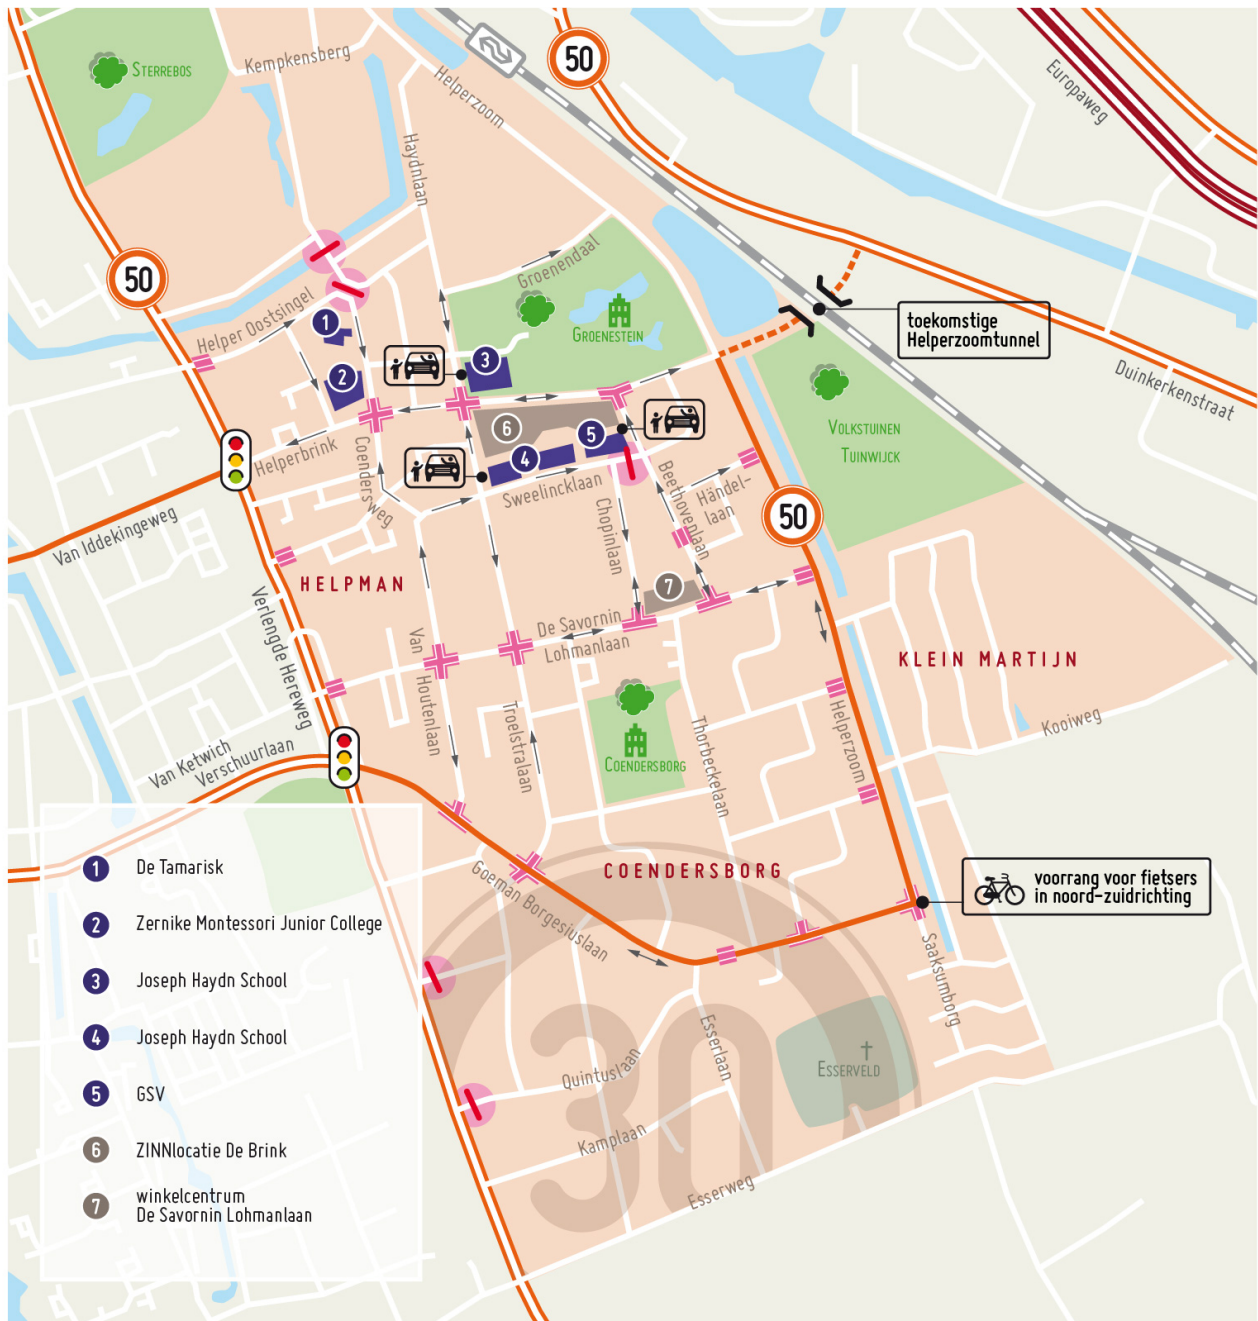 50
Europaweg
Kempkensberg
STERREBOS
Helperzoom
Haydnlaan
Groenendaal
50
Helper Oostsingel
1
GROENESTEIN
toekomstige
Helperzoomtunnel
Duinkerkenstraat
2
3
6
5
4
Helperbrink
Coendersweg
Sweelincklaan
Chopinlaan
Beethovenlaan
Händel-
laan
VOLKSTUINEN
TUINWIJCK
50
Van Iddekingeweg
HELPMAN
Verlengde Hereweg
7
De Savornin
Lohmanlaan
Van
Houtenlaan
Troelstralaan
Thorbeckelaan
Helperzoom
KLEIN MARTIJN
Kooiweg
Van Ketwich
Verschuurlaan
COENDERSBORG
COENDERSBORG
Goeman Borgesiuslaan
voorrang voor fietsers
in noord-zuidrichting
Saaksumborg
Esserlaan
ESSERVELD
Quintuslaan
Kamplaan
Esserweg
30
1 De Tamarisk
2 Zernike Montessori Junior College
3 Joseph Haydn School
4 Joseph Haydn School
5 GSV
6 ZINNlocatie De Brink
7 winkelcentrum
De Savornin Lohmanlaan